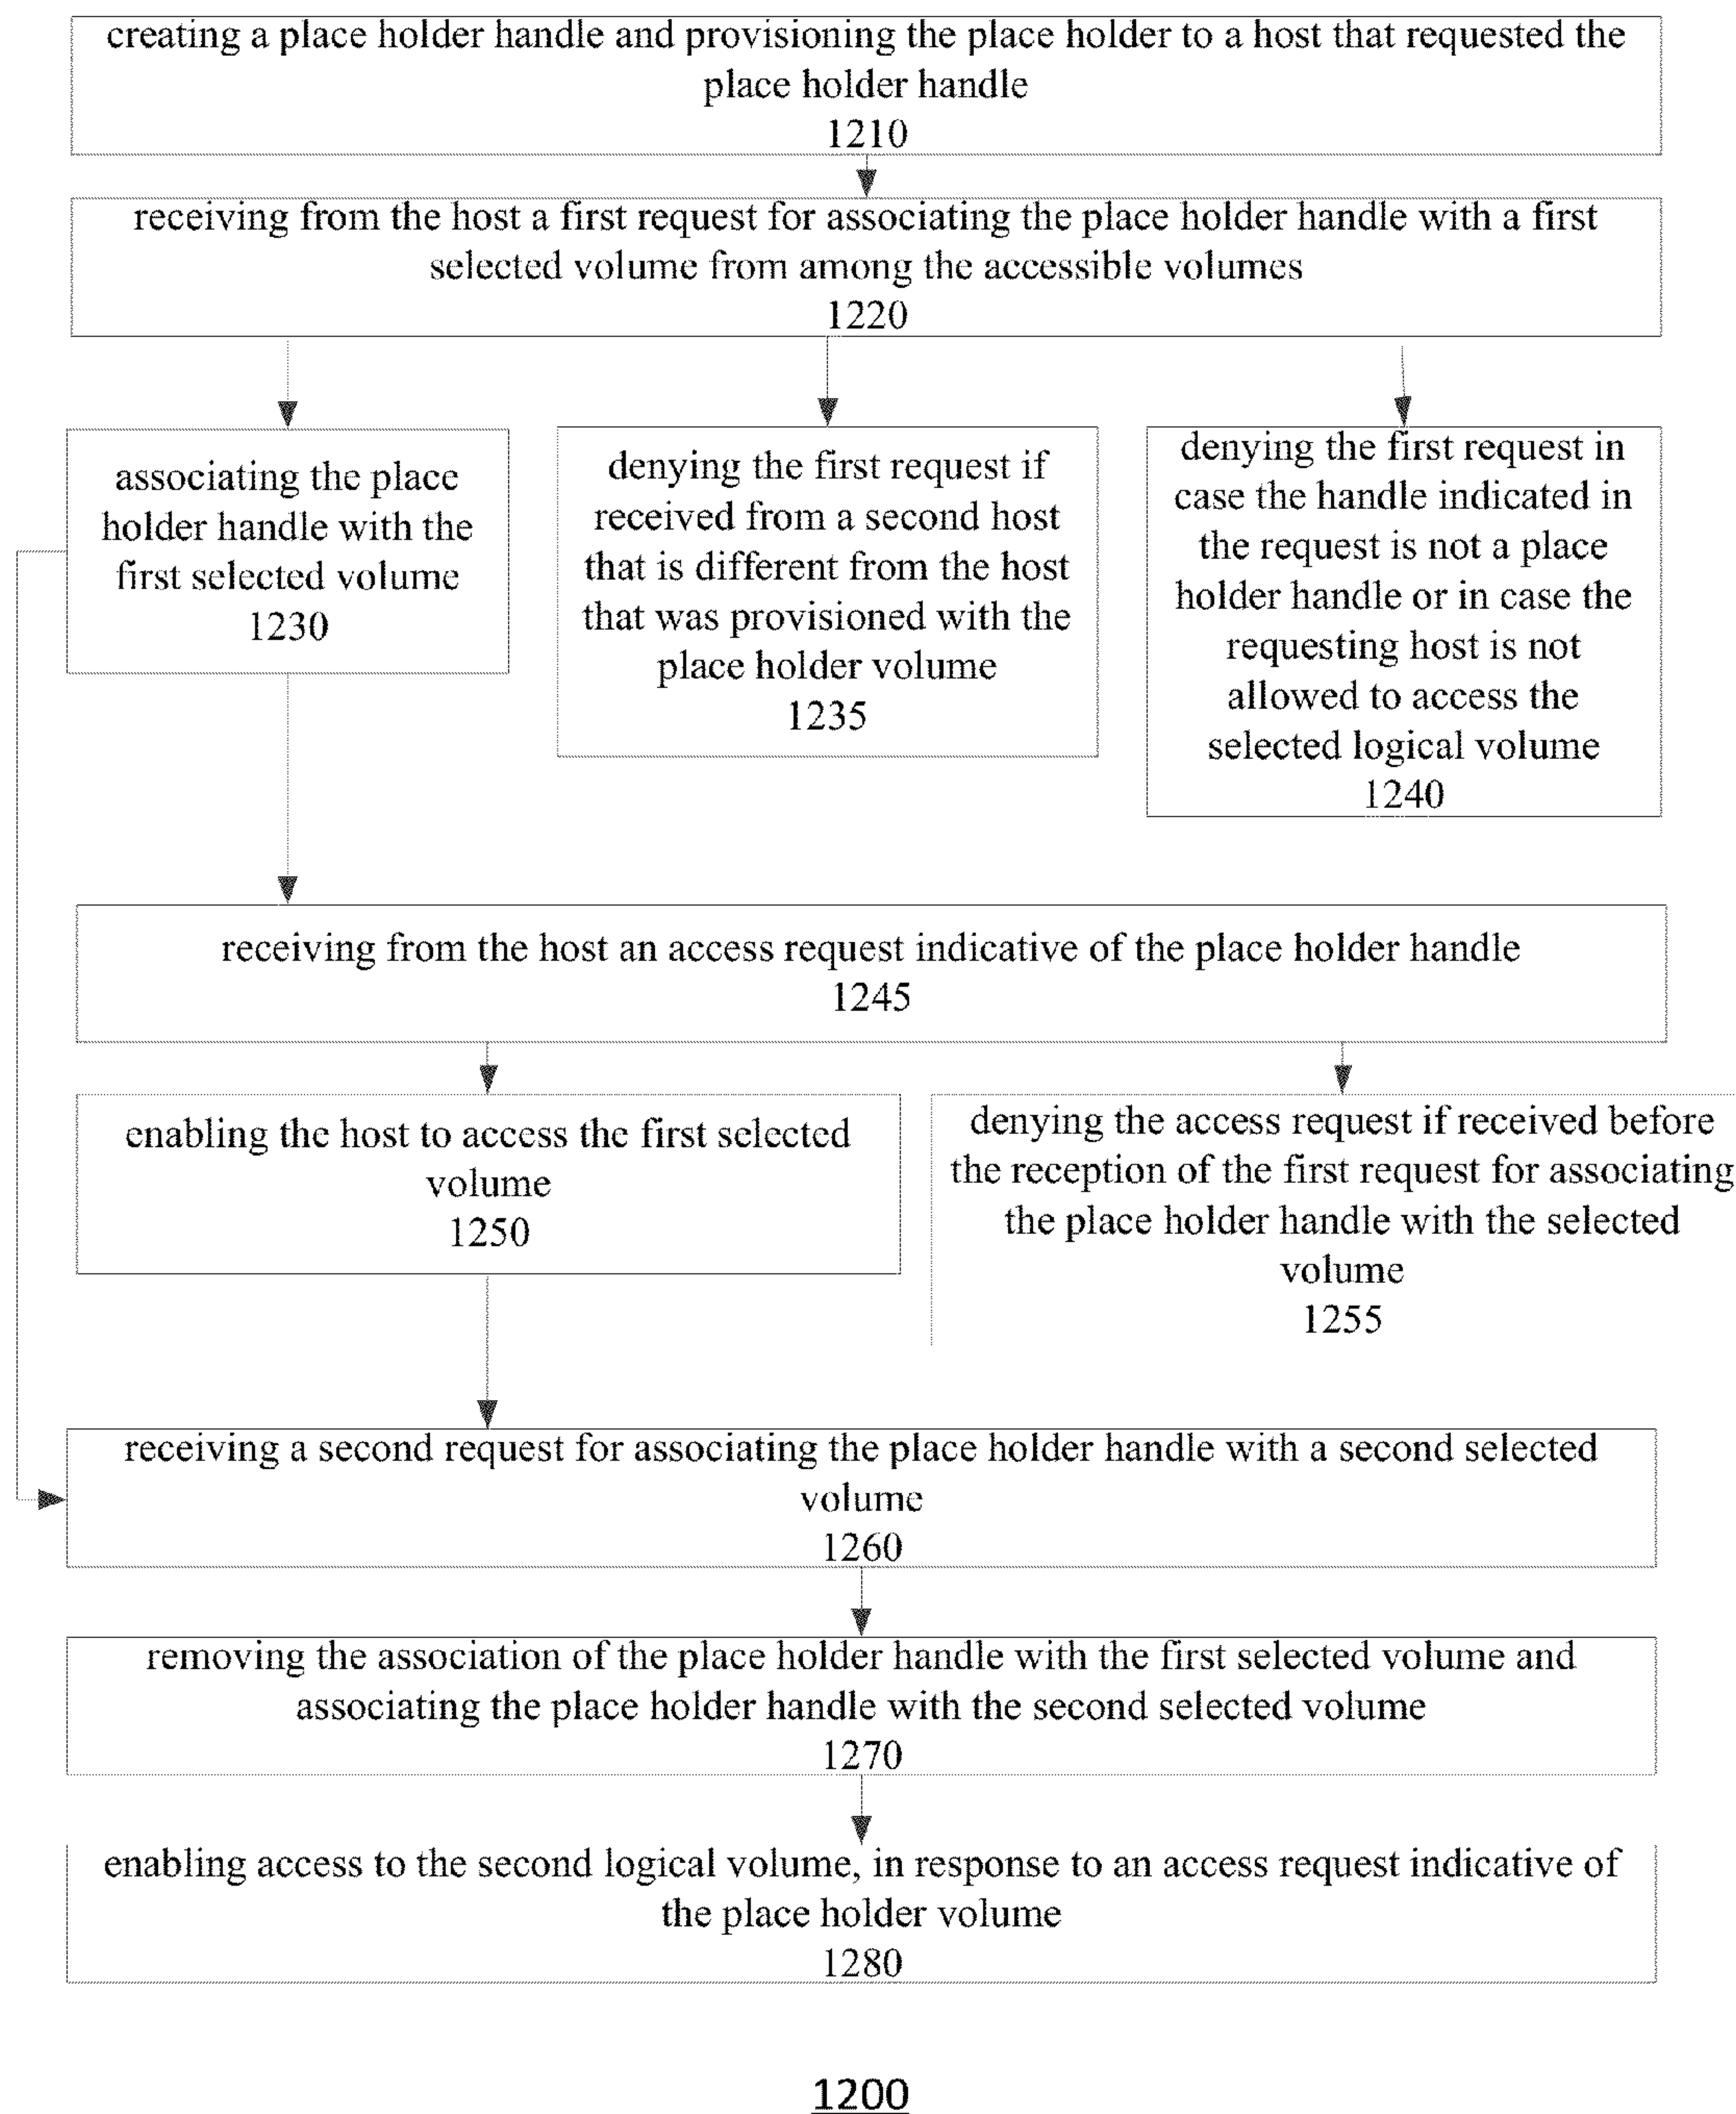 creating a place holder handle and provisioning the place holder to a host that requested the
place holder handle
1210
receiving from the host a first request for associating the place holder handle with a first
selected volume from among the accessible volumes
1220
associating the place
holder handle with the
first selected volume
1230
denying the first request if
received from a second host
that is different from the host
that was provisioned with the
place holder volume
1235
denying the first request in
case the handle indicated in
the request is not a place
holder handle or in case the
requesting host is not
allowed to access the
selected logical volume
1240
receiving from the host an access request indicative of the place holder handle
1245
enabling the host to access the first selected
volume
1250
denying the access request if received before
the reception of the first request for associating
the place holder handle with the selected
volume
1255
receiving a second request for associating the place holder handle with a second selected
volume
1260
removing the association of the place holder handle with the first selected volume and
associating the place holder handle with the second selected volume
1270
enabling access to the second logical volume, in response to an access request indicative of
the place holder volume
1280
1200